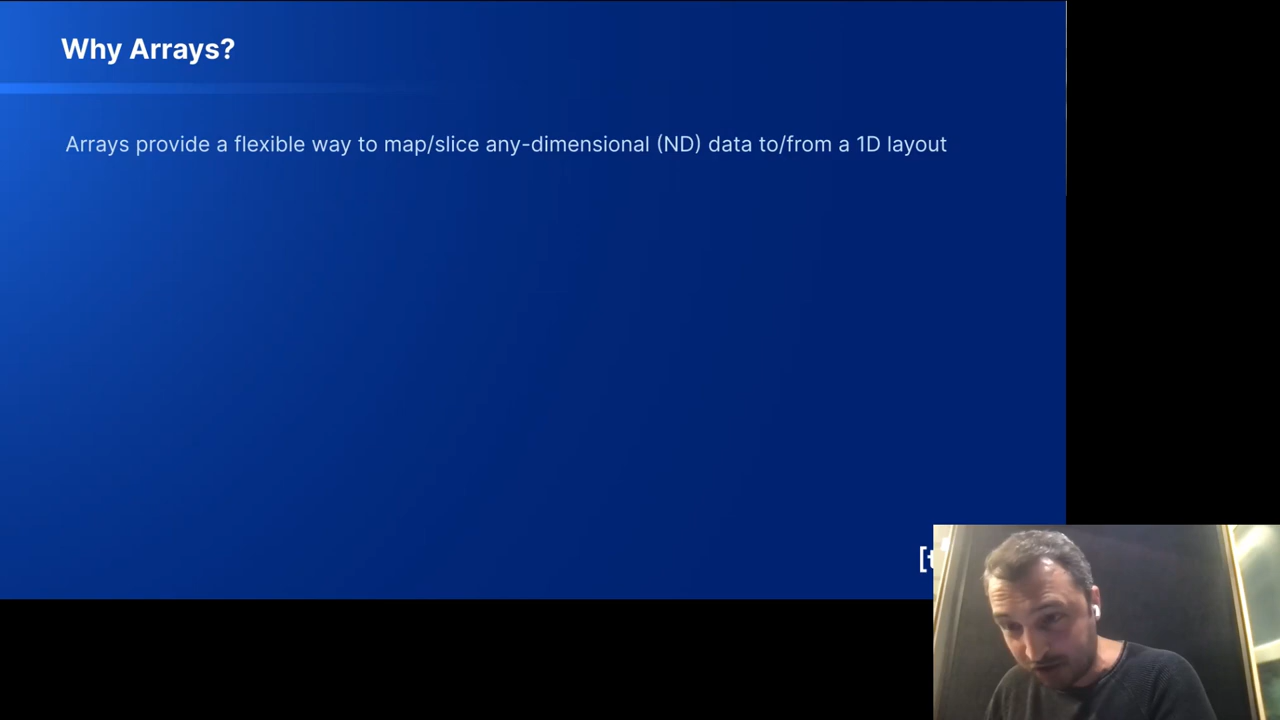 Why Arrays?
Arrays provide a flexible way to map/slice any-dimensional (ND) data to/from a 1D layout